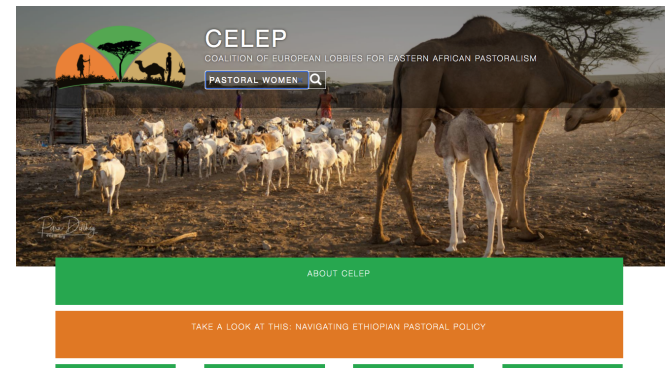 CELEP
COALITION OF EUROPEAN LOBBIES FOR EASTERN AFRICAN PASTORALISM
PASTORAL WOMEN
ABOUT CELEP
TAKE A LOOK AT THIS: NAVIGATING ETHIOPIAN PASTORAL POLICY